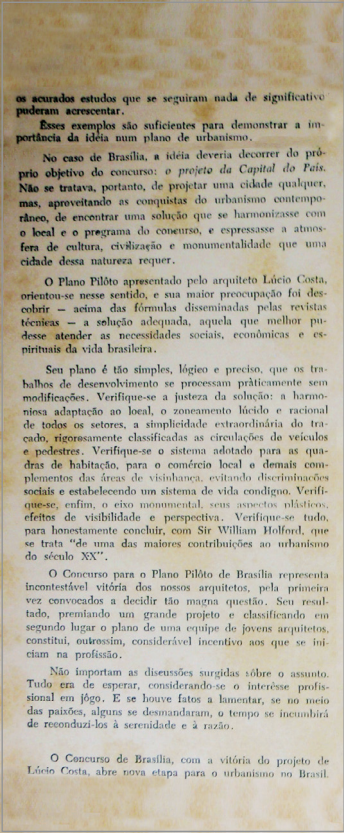 os acurados estudos que se seguiram nada de significativo
puderam acrescentar.
Êsses exemplos são suficientes para demonstrar a im-
portância da idéia num plano de urbanismo.
No caso de Brasília, a idéia deveria decorrer do pró-
prio objetivo do concurso: o projeto da Capital do País.
Não se tratava, portanto, de projetar uma cidade qualquer,
mas, aproveitando as conquistas do urbanismo contempo-
râneo, de encontrar uma solução que se harmonizasse com
o local e o programa do concurso, e espressasse a atmos-
fera de cultura, civilização e monumentalidade que uma
cidade dessa natureza requer.
O Plano Pilôto apresentado pelo arquiteto Lúcio Costa,
orientou-se nesse sentido, e sua maior preocupação foi des-
cobrir — acima das fórmulas disseminadas pelas revistas
técnicas — a solução adequada, aquela que melhor pu-
desse atender as necessidades sociais, econômicas e es-
pirituais da vida brasileira.
Seu plano é tão simples, lógico e preciso, que os tra-
balhos de desenvolvimento se processam pràticamente sem
modificações. Verifique-se a justeza da solução: a harmo-
niosa adaptação ao local, o zoneamento lúcido e racional
de todos os setores, a simplicidade extraordinária do tra-
çado, rigorosamente classificadas as circulações de veículos
e pedestres. Verifique-se o sistema adotado para as qua-
dras de habitação, para o comércio local e demais com-
plementos das áreas de visinhança, evitando discriminações
sociais e estabelecendo um sistema de vida condigno. Verifi-
que-se, enfim, o eixo monumental, seus aspectos plásticos,
efeitos de visibilidade e perspectiva. Verifique-se tudo,
para honestamente concluir, com Sir William Holford, que
se trata "de uma das maiores contribuições ao urbanismo
do século XX".
O Concurso para o Plano Pilôto de Brasília representa
incontestável vitória dos nossos arquitetos, pela primeira
vez convocados a decidir tão magna questão. Seu resul-
tado, premiando um grande projeto e classificando em
segundo lugar o plano de uma equipe de jovens arquitetos,
constitui, outrossim, considerável incentivo aos que se ini-
ciam na profissão.
Não importam as discussões surgidas sôbre o assunto.
Tudo era de esperar, considerando-se o interêsse profis-
sional em jôgo. E se houve fatos a lamentar, se no meio
das paixões, alguns se desmandaram, o tempo se incumbirá
de reconduzi-los à serenidade e à razão.
O Concurso de Brasília, com a vitória do projeto de
Lúcio Costa, abre nova etapa para o urbanismo no Brasil.